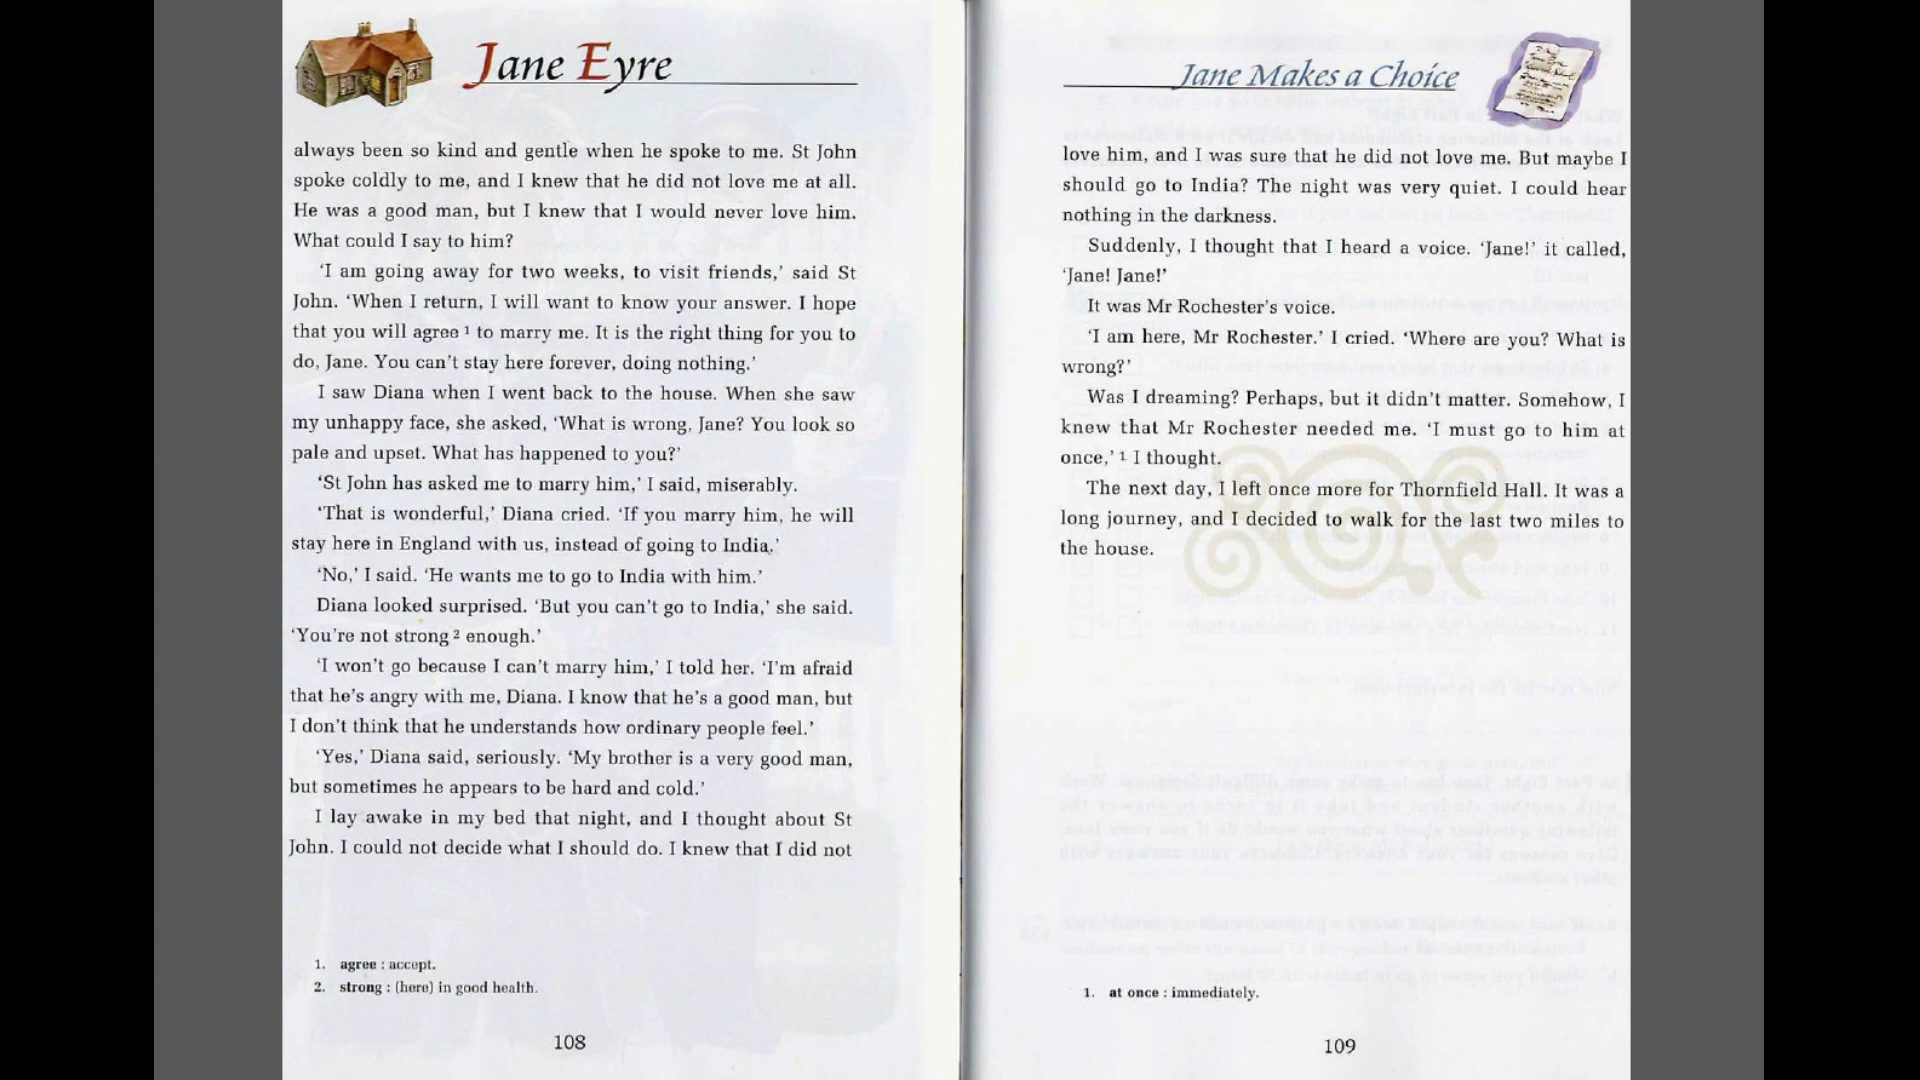 Jane Eyre
always been so kind and gentle when he spoke to me. St John
spoke coldly to me, and I knew that he did not love me at all.
He was a good man, but I knew that I would never love him.
What could I say to him?
‘I am going away for two weeks, to visit friends,’ said St
John. ‘When I return, I will want to know your answer. I hope
that you will agree ¹ to marry me. It is the right thing for you to
do, Jane. You can’t stay here forever, doing nothing.’
I saw Diana when I went back to the house. When she saw
my unhappy face, she asked, ‘What is wrong, Jane? You look so
pale and upset. What has happened to you?’
‘St John has asked me to marry him,’ I said, miserably.
‘That is wonderful,’ Diana cried. ‘If you marry him, he will
stay here in England with us, instead of going to India.’
‘No,’ I said. ‘He wants me to go to India with him.’
Diana looked surprised. ‘But you can’t go to India,’ she said.
‘You’re not strong ² enough.’
‘I won’t go because I can’t marry him,’ I told her. ‘I’m afraid
that he’s angry with me, Diana. I know that he’s a good man, but
I don’t think that he understands how ordinary people feel.’
‘Yes,’ Diana said, seriously. ‘My brother is a very good man,
but sometimes he appears to be hard and cold.’
I lay awake in my bed that night, and I thought about St
John. I could not decide what I should do. I knew that I did not
1. agree : accept.
2. strong : (here) in good health.
108
Jane Makes a Choice
love him, and I was sure that he did not love me. But maybe I
should go to India? The night was very quiet. I could hear
nothing in the darkness.
Suddenly, I thought that I heard a voice. ‘Jane!’ it called,
‘Jane! Jane!’
It was Mr Rochester’s voice.
‘I am here, Mr Rochester.’ I cried. ‘Where are you? What is
wrong?’
Was I dreaming? Perhaps, but it didn’t matter. Somehow, I
knew that Mr Rochester needed me. ‘I must go to him at
once,’ ¹ I thought.
The next day, I left once more for Thornfield Hall. It was a
long journey, and I decided to walk for the last two miles to
the house.
1. at once : immediately.
109